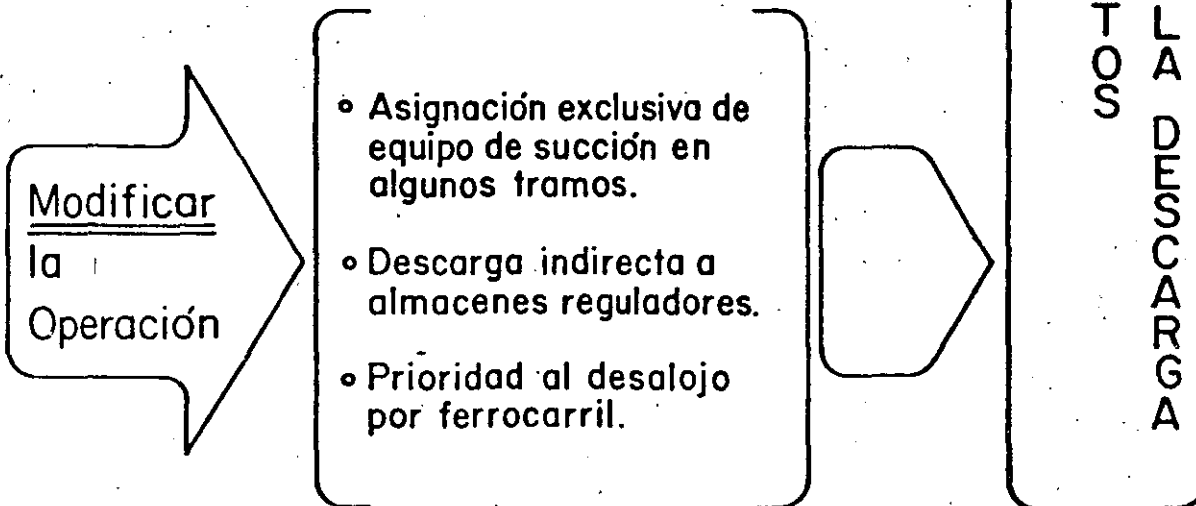 Modificar
la
Operación
° Asignación exclusiva de
equipo de succión en
algunos tramos.
° Descarga indirecta a
almacenes reguladores.
° Prioridad al desalojo
por ferrocarril.
TOS
LA DESCARGA